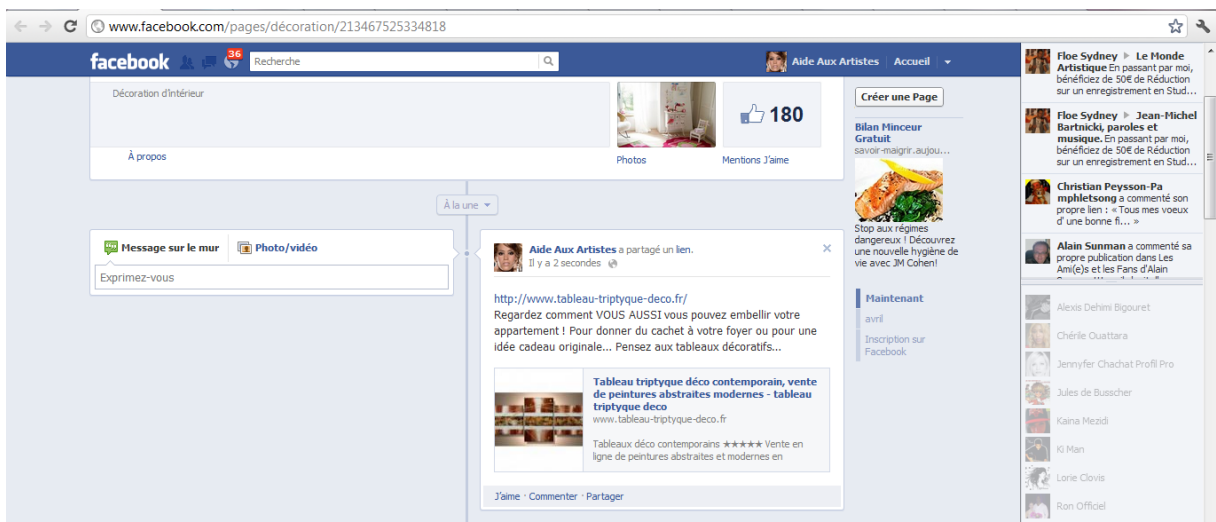 www.facebook.com/pages/décoration/213467525334818
facebook
36
Recherche
Aide Aux Artistes
Accueil
Décoration d'intérieur
180
À propos
Photos
Mentions J'aime
À la une
Message sur le mur
Photo/vidéo
Exprimez-vous
Aide Aux Artistes a partagé un lien.
Il y a 2 secondes
http://www.tableau-triptyque-deco.fr/
Regardez comment VOUS AUSSI vous pouvez embellir votre
appartement ! Pour donner du cachet à votre foyer ou pour une
idée cadeau originale... Pensez aux tableaux décoratifs...
Tableau triptyque déco contemporain, vente
de peintures abstraites modernes - tableau
triptyque deco
www.tableau-triptyque-deco.fr
Tableaux déco contemporains ★★★★★ Vente en
ligne de peintures abstraites et modernes en
J'aime · Commenter · Partager
Créer une Page
Bilan Minceur
Gratuit
savoir-maigrir.aujou...
Stop aux régimes
dangereux ! Découvrez
une nouvelle hygiène de
vie avec JM Cohen!
Maintenant
avril
Inscription sur
Facebook
Floe Sydney ▶ Le Monde
Artistique En passant par moi,
bénéficiez de 50€ de Réduction
sur un enregistrement en Stud...
Floe Sydney ▶ Jean-Michel
Bartnicki, paroles et
musique. En passant par moi,
bénéficiez de 50€ de Réduction
sur un enregistrement en Stud...
Christian Peysson-Pa
mphletsong a commenté son
propre lien : « Tous mes voeux
d' une bonne fi... »
Alain Sunman a commenté sa
propre publication dans Les
Ami(e)s et les Fans d'Alain
Alexis Dehimi Bigouret
Chérile Ouattara
Jennyfer Chachat Profil Pro
Jules de Busscher
Kaina Mezidi
Ki Man
Lorie Clovis
Ron Officiel